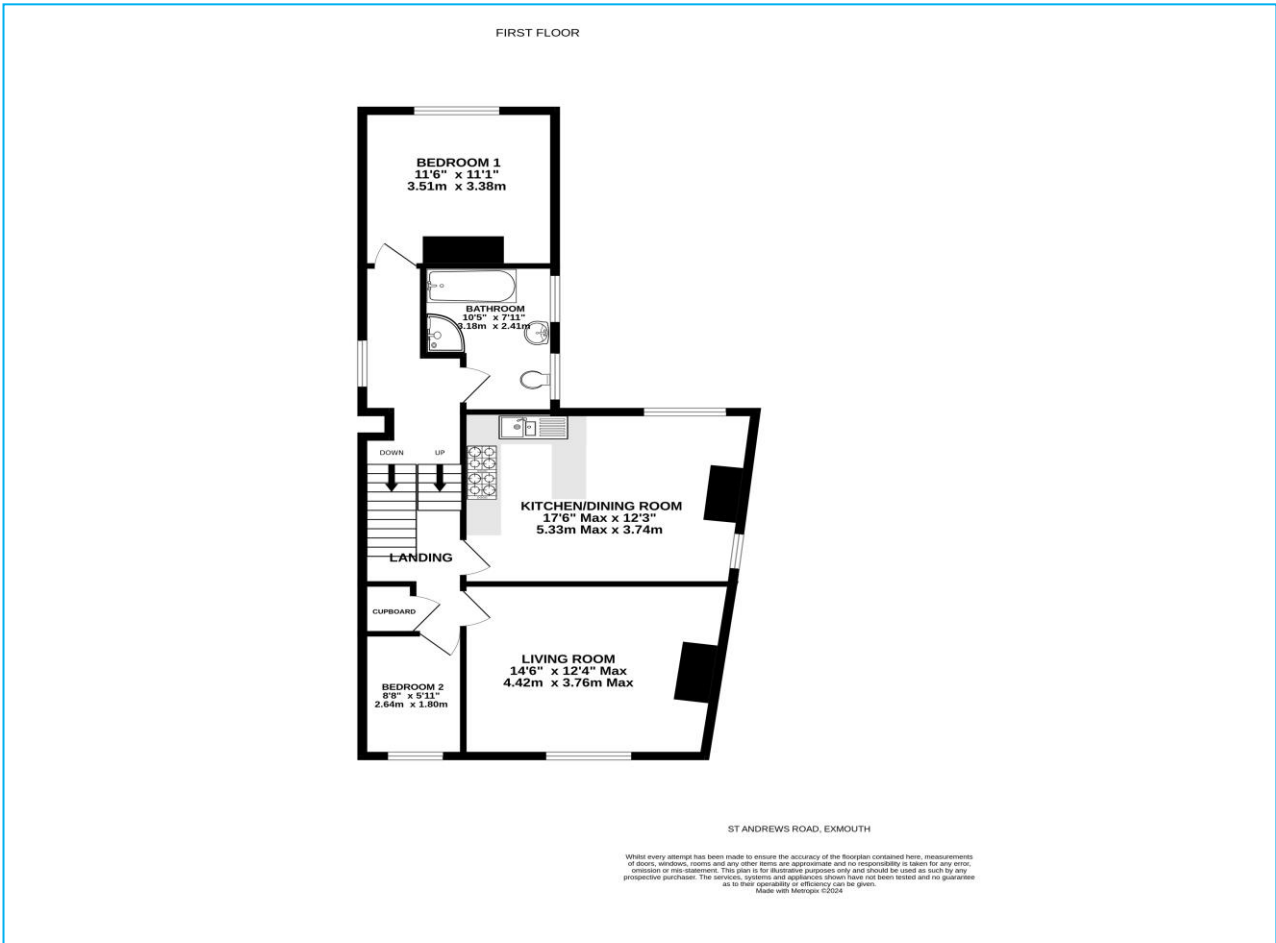 FIRST FLOOR
BEDROOM 1
11'6" x 11'1"
3.51m x 3.38m
BATHROOM
10'5" x 7'11"
3.18m x 2.41m
DOWN
UP
KITCHEN/DINING ROOM
17'6" Max x 12'3"
5.33m Max x 3.74m
LANDING
CUPBOARD
LIVING ROOM
14'6" x 12'4" Max
4.42m x 3.76m Max
BEDROOM 2
8'8" x 5'11"
2.64m x 1.80m
ST ANDREWS ROAD, EXMOUTH
Whilst every attempt has been made to ensure the accuracy of the floorplan contained here, measurements
of doors, windows, rooms and any other items are approximate and no responsibility is taken for any error,
omission or mis-statement. This plan is for illustrative purposes only and should be used as such by any
prospective purchaser. The services, systems and appliances shown have not been tested and no guarantee
as to their operability or efficiency can be given.
Made with Metropix ©2024